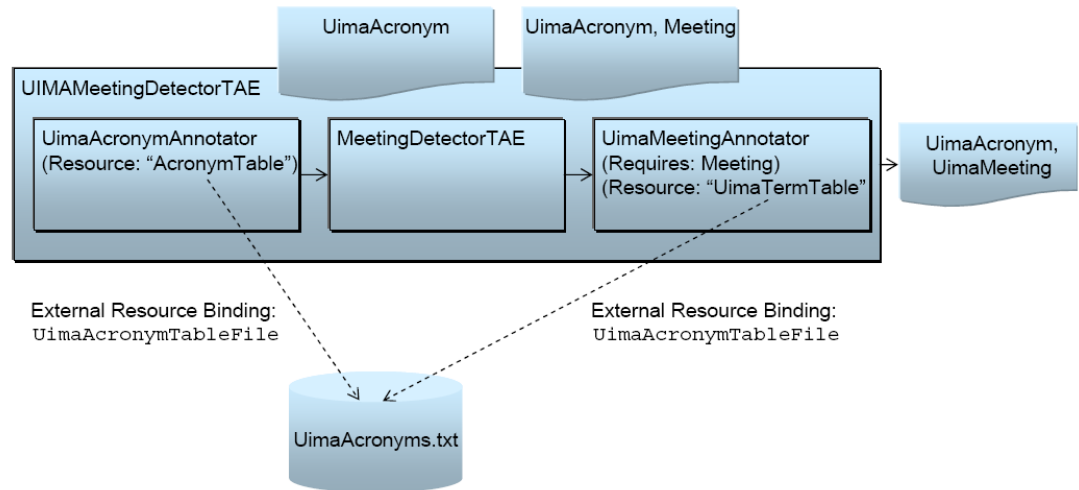 UimaAcronym
UimaAcronym, Meeting
UIMAMeetingDetectorTAE
UimaAcronymAnnotator
(Resource: “AcronymTable”)
MeetingDetectorTAE
UimaMeetingAnnotator
(Requires: Meeting)
(Resource: “UimaTermTable”
UimaAcronym,
UimaMeeting
External Resource Binding:
UimaAcronymTableFile
External Resource Binding:
UimaAcronymTableFile
UimaAcronyms.txt